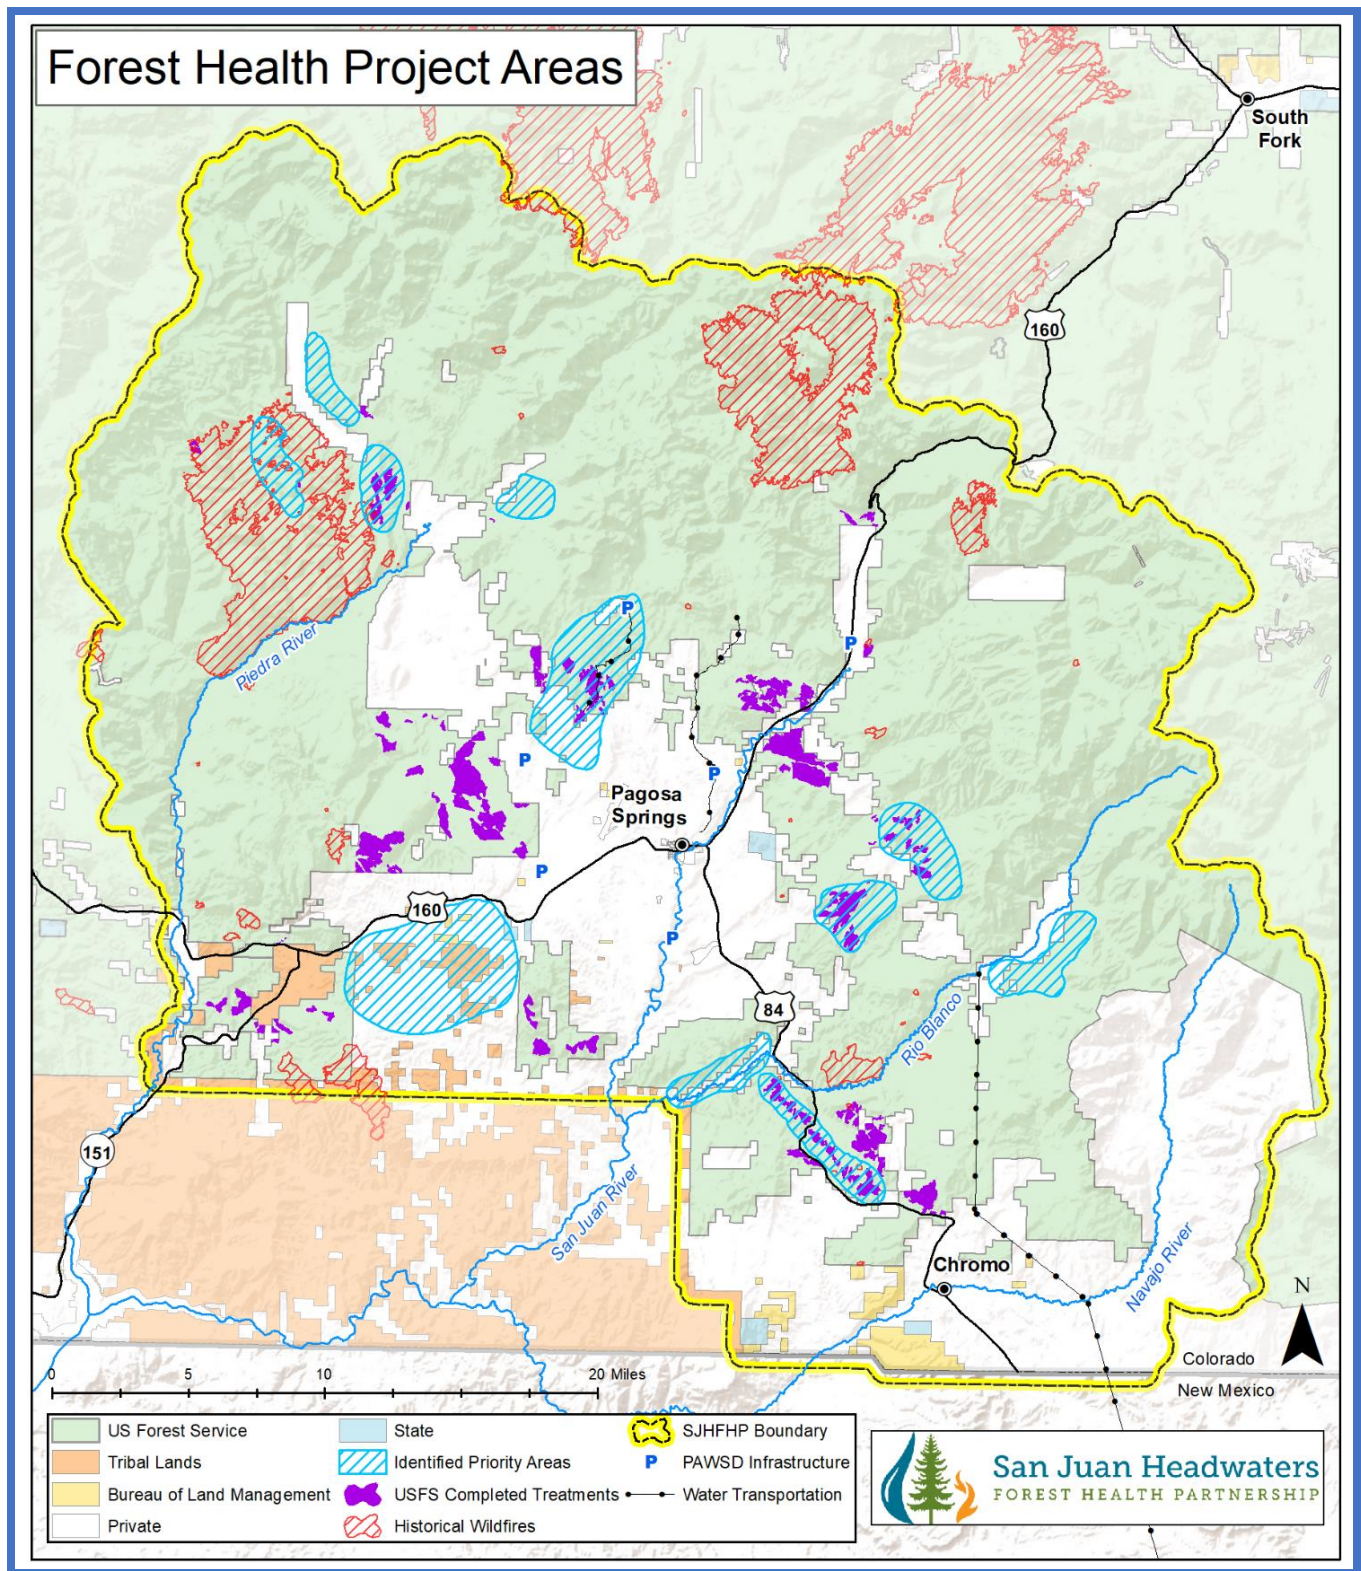 Forest Health Project Areas
South
Fork
160
Piedra River
P
P
P
P
Pagosa
Springs
P
160
P
84
Rio Blanco
151
San Juan River
Navajo River
Chromo
N
Colorado
New Mexico
0 5 10 20 Miles
US Forest Service
Tribal Lands
Bureau of Land Management
Private
State
Identified Priority Areas
USFS Completed Treatments
Historical Wildfires
SJHFHP Boundary
P PAWSD Infrastructure
Water Transportation
San Juan Headwaters
FOREST HEALTH PARTNERSHIP